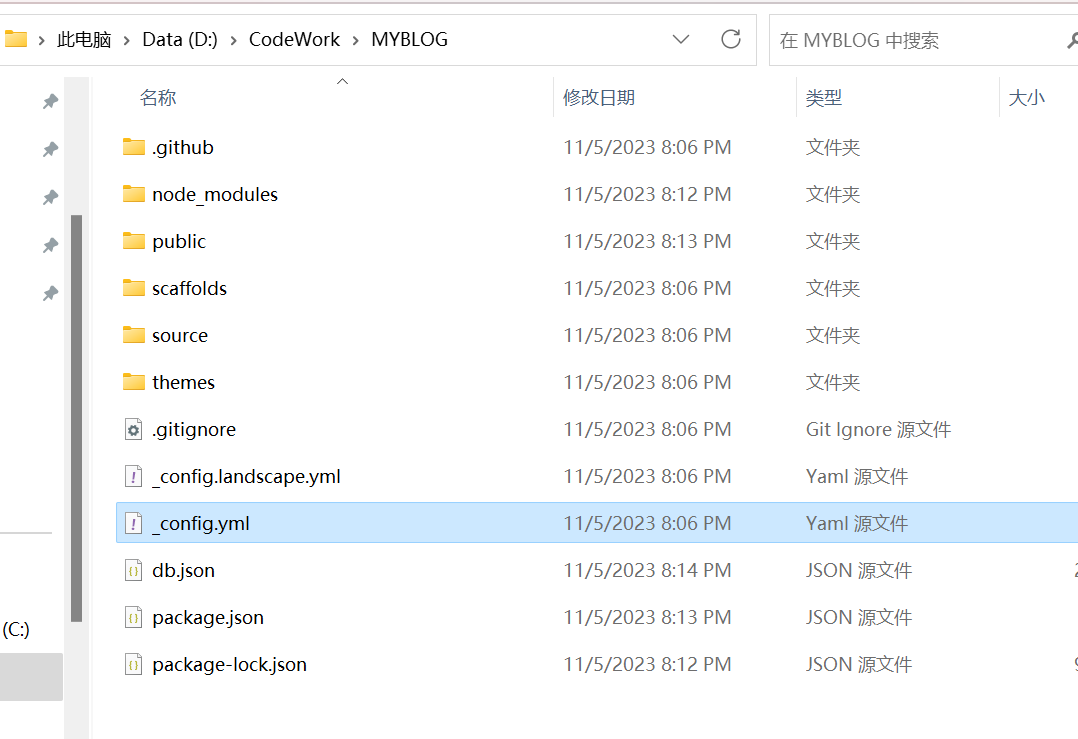 此电脑 > Data (D:) > CodeWork > MYBLOG
在 MYBLOG 中搜索
名称 修改日期 类型 大小
.github 11/5/2023 8:06 PM 文件夹
node_modules 11/5/2023 8:12 PM 文件夹
public 11/5/2023 8:13 PM 文件夹
scaffolds 11/5/2023 8:06 PM 文件夹
source 11/5/2023 8:06 PM 文件夹
themes 11/5/2023 8:06 PM 文件夹
.gitignore 11/5/2023 8:06 PM Git Ignore 源文件
_config.landscape.yml 11/5/2023 8:06 PM Yaml 源文件
_config.yml 11/5/2023 8:06 PM Yaml 源文件
db.json 11/5/2023 8:14 PM JSON 源文件
package.json 11/5/2023 8:13 PM JSON 源文件
package-lock.json 11/5/2023 8:12 PM JSON 源文件
(C:)